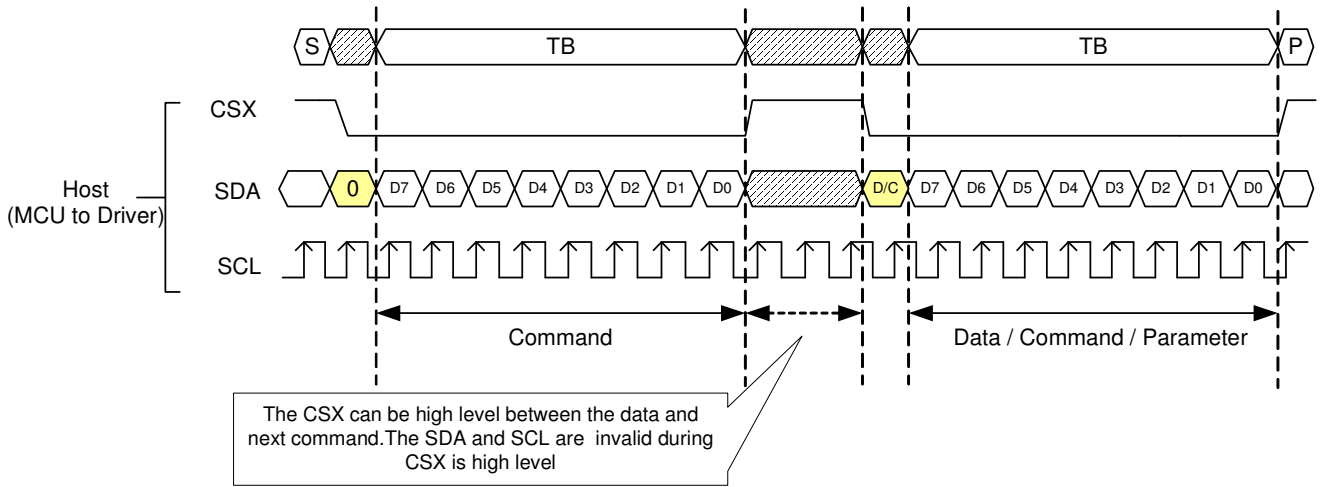 S TB TB P
CSX
Host
(MCU to Driver)
SDA 0 D7 D6 D5 D4 D3 D2 D1 D0 D/C D7 D6 D5 D4 D3 D2 D1 D0
SCL
Command
Data / Command / Parameter
The CSX can be high level between the data and
next command.The SDA and SCL are invalid during
CSX is high level